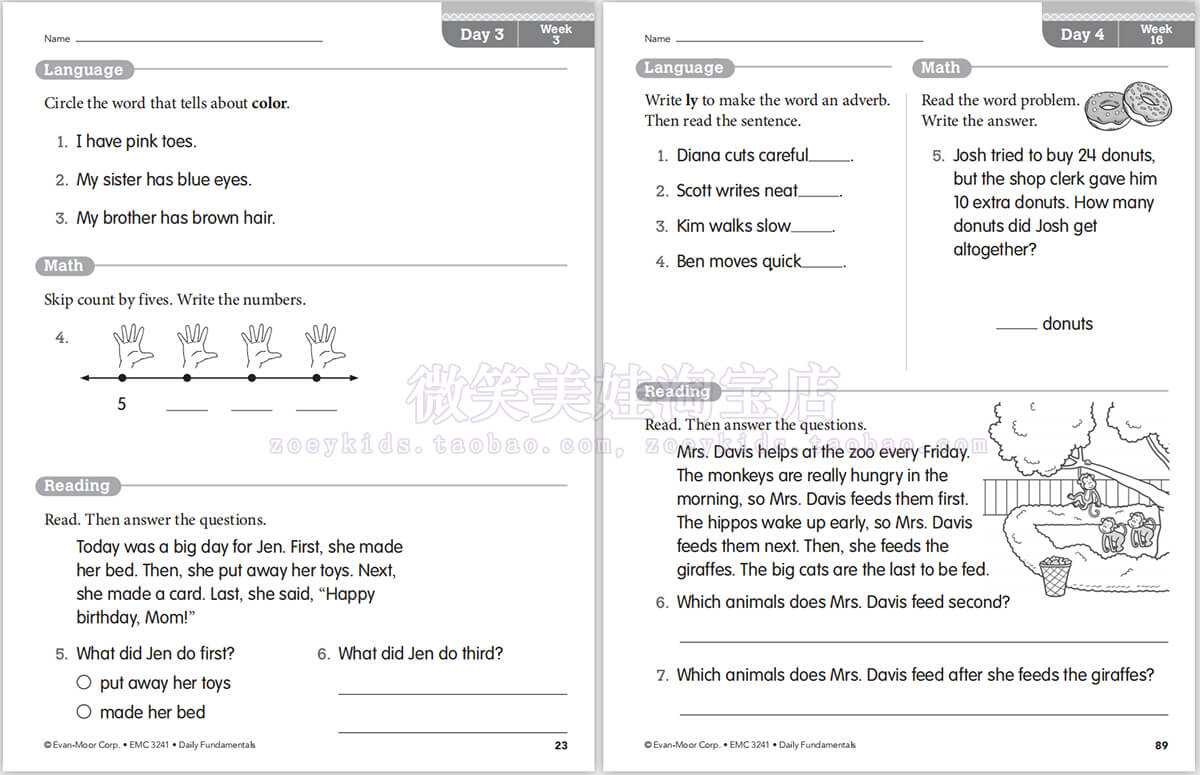 Name
Day 3
Week
3
Language
Circle the word that tells about color.
1. I have pink toes.
2. My sister has blue eyes.
3. My brother has brown hair.
Math
Skip count by fives. Write the numbers.
4.
5 ____ ____ ____
Reading
Read. Then answer the questions.
Today was a big day for Jen. First, she made
her bed. Then, she put away her toys. Next,
she made a card. Last, she said, “Happy
birthday, Mom!”
5. What did Jen do first?
put away her toys
made her bed
6. What did Jen do third?
© Evan-Moor Corp. • EMC 3241 • Daily Fundamentals
23
Name
Day 4
Week
16
Language
Write ly to make the word an adverb.
Then read the sentence.
1. Diana cuts careful_____.
2. Scott writes neat_____.
3. Kim walks slow_____.
4. Ben moves quick_____.
Math
Read the word problem.
Write the answer.
5. Josh tried to buy 24 donuts,
but the shop clerk gave him
10 extra donuts. How many
donuts did Josh get
altogether?
____ donuts
Reading
Read. Then answer the questions.
Mrs. Davis helps at the zoo every Friday.
The monkeys are really hungry in the
morning, so Mrs. Davis feeds them first.
The hippos wake up early, so Mrs. Davis
feeds them next. Then, she feeds the
giraffes. The big cats are the last to be fed.
6. Which animals does Mrs. Davis feed second?
7. Which animals does Mrs. Davis feed after she feeds the giraffes?
© Evan-Moor Corp. • EMC 3241 • Daily Fundamentals
89
微笑美娃淘宝店
zoeykids.taobao.com, zoeykids.taobao.com